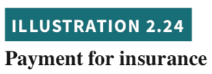 ILLUSTRATION 2.24
Payment for insurance